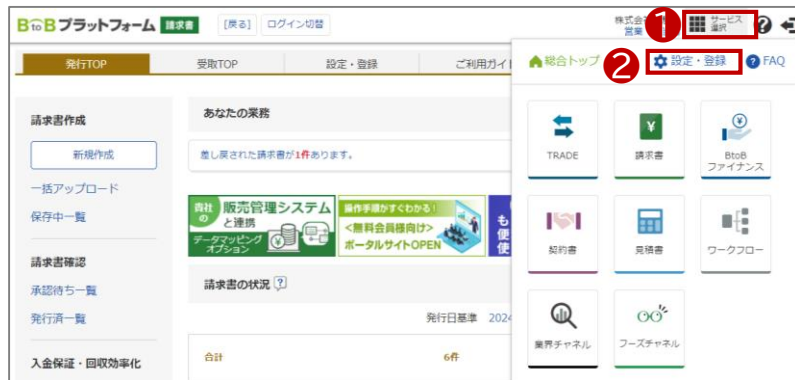 BtoBプラットフォーム 請求書 [戻る] ログイン切替
株式会社
営業
1
サービス
選択
発行TOP 受取TOP 設定・登録 ご利用ガイ
2
総合トップ 設定・登録 FAQ
請求書作成
新規作成
一括アップロード
保存中一覧
請求書確認
承認待ち一覧
発行済一覧
入金保証・回収効率化
あなたの業務
差し戻された請求書が1件あります。
貴社の 販売管理システム
と連携
データマッピング
オプション
操作手順がすぐわかる!
<無料会員様向け>
ポータルサイトOPEN
も
便
使
請求書の状況 ?
発行日基準 2024
合計 6件
TRADE
請求書
BtoB
ファイナンス
契約書
見積書
ワークフロー
業界チャネル
フーズチャネル